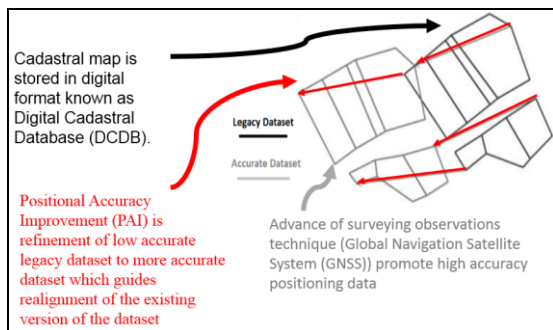 Cadastral map is
stored in digital
format known as
Digital Cadastral
Database (DCDB).
Legacy Dataset
Accurate Dataset
Positional Accuracy
Improvement (PAI) is
refinement of low accurate
legacy dataset to more accurate
dataset which guides
realignment of the existing
version of the dataset
Advance of surveying observations
technique (Global Navigation Satellite
System (GNSS)) promote high accuracy
positioning data